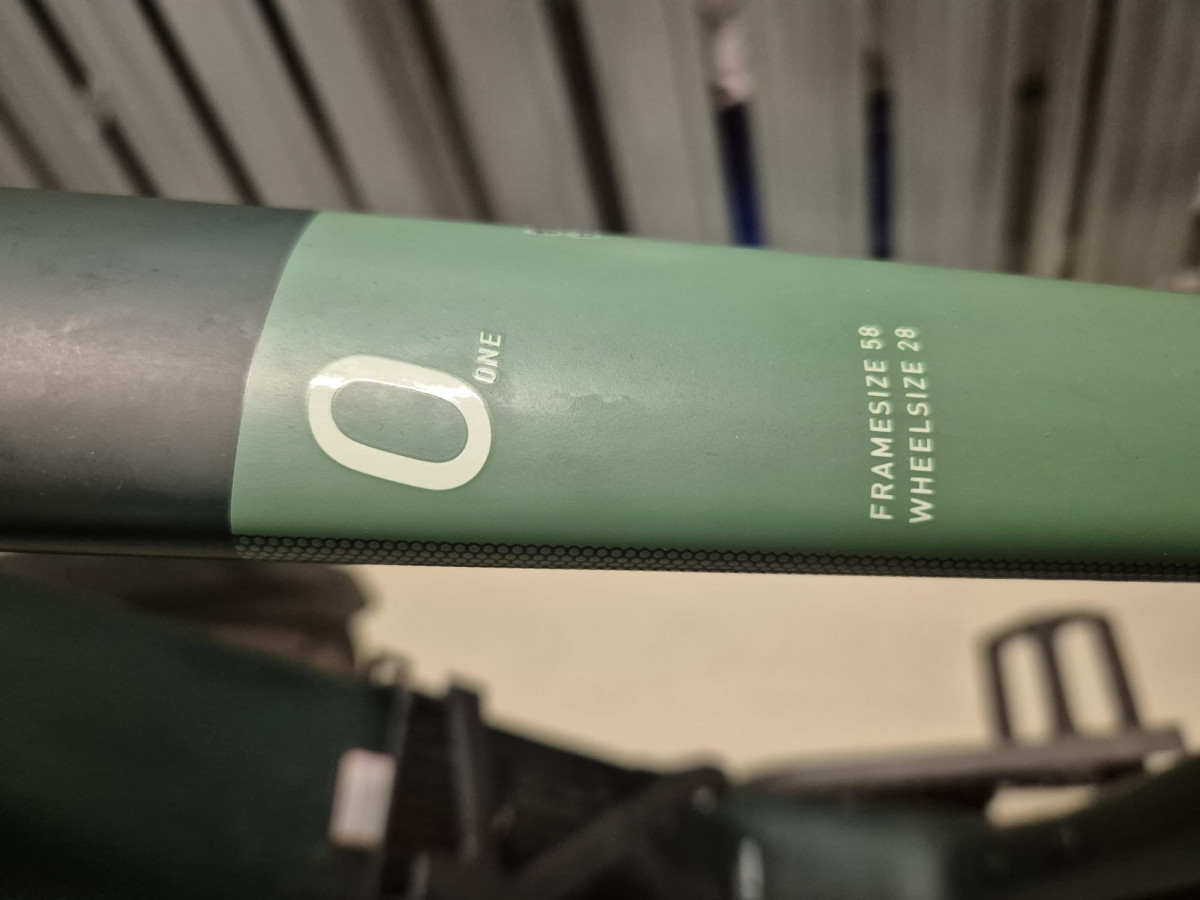 O
ONE
FRAMESIZE 58
WHEELSIZE 28